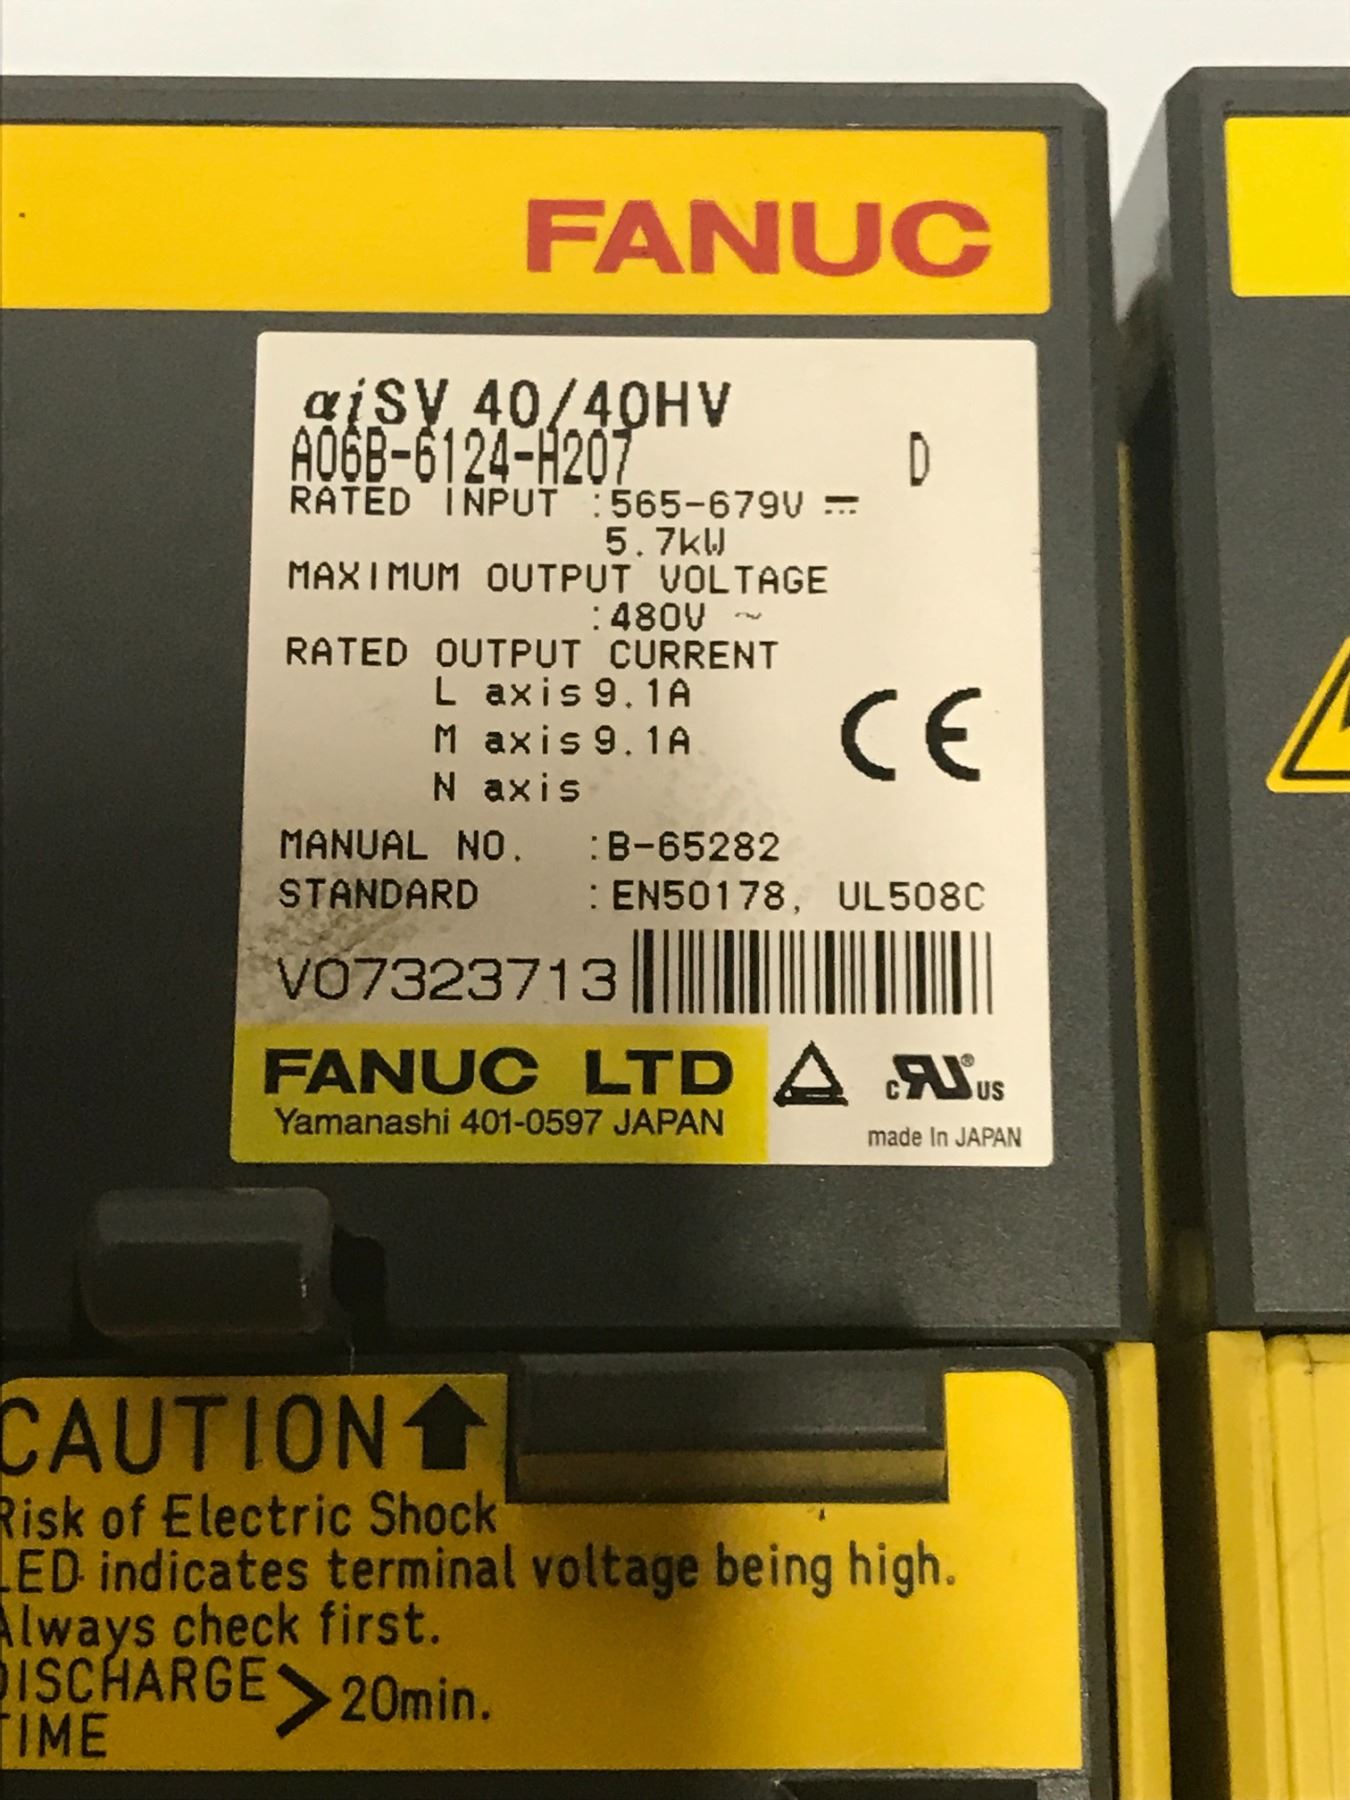 FANUC
αiSV 40/40HV
A06B-6124-H207 D
RATED INPUT :565-679V ⎓
5.7kW
MAXIMUM OUTPUT VOLTAGE
:480V ~
RATED OUTPUT CURRENT
L axis 9.1A
M axis 9.1A
N axis
CE
MANUAL NO. :B-65282
STANDARD :EN50178, UL508C
V07323713
FANUC LTD
Yamanashi 401-0597 JAPAN
c RU® US
made In JAPAN
CAUTION
Risk of Electric Shock
LED indicates terminal voltage being high.
Always check first.
DISCHARGE > 20min.
TIME